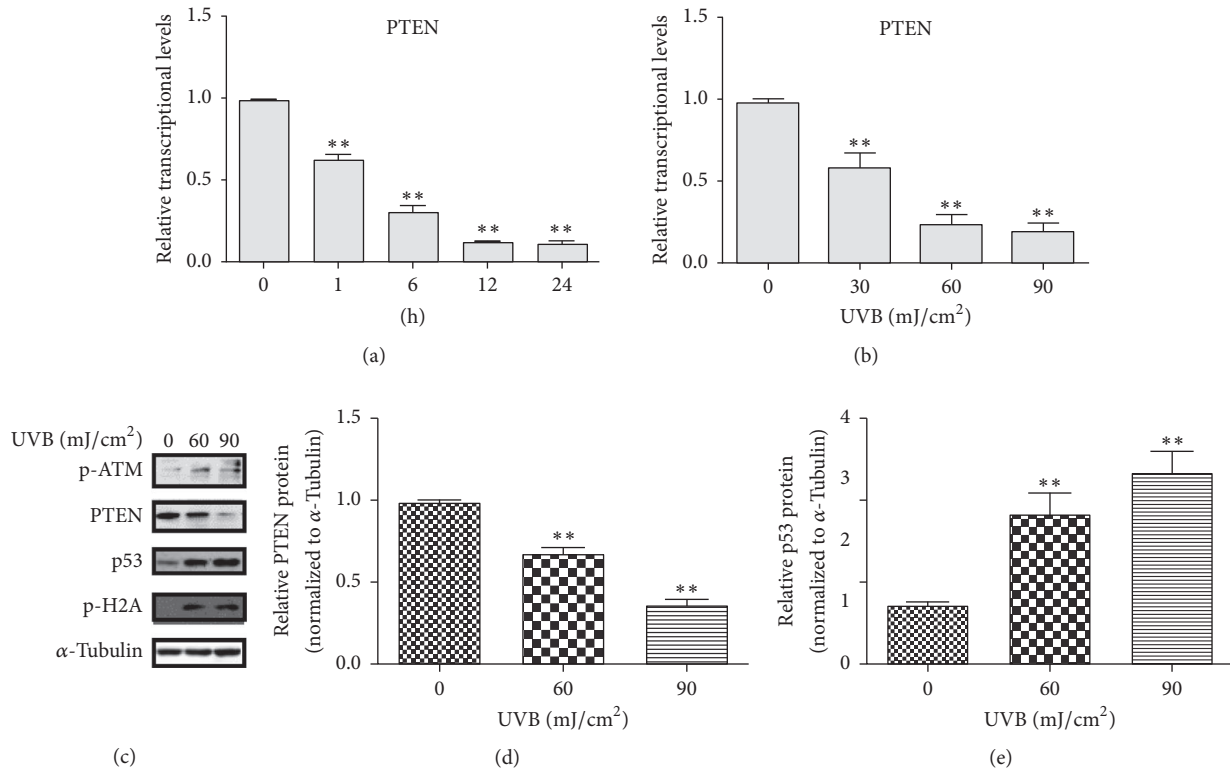 PTEN
Relative transcriptional levels
1.5
1.0
0.5
0.0
**
**
**
**
0 1 6 12 24
(h)
(a)
PTEN
Relative transcriptional levels
1.5
1.0
0.5
0.0
**
**
**
0 30 60 90
UVB (mJ/cm²)
(b)
UVB (mJ/cm²) 0 60 90
p-ATM
PTEN
p53
p-H2A
α-Tubulin
(c)
Relative PTEN protein
(normalized to α-Tubulin)
1.5
1.0
0.5
0.0
**
**
0 60 90
UVB (mJ/cm²)
(d)
Relative p53 protein
(normalized to α-Tubulin)
4
3
2
1
0
**
**
0 60 90
UVB (mJ/cm²)
(e)